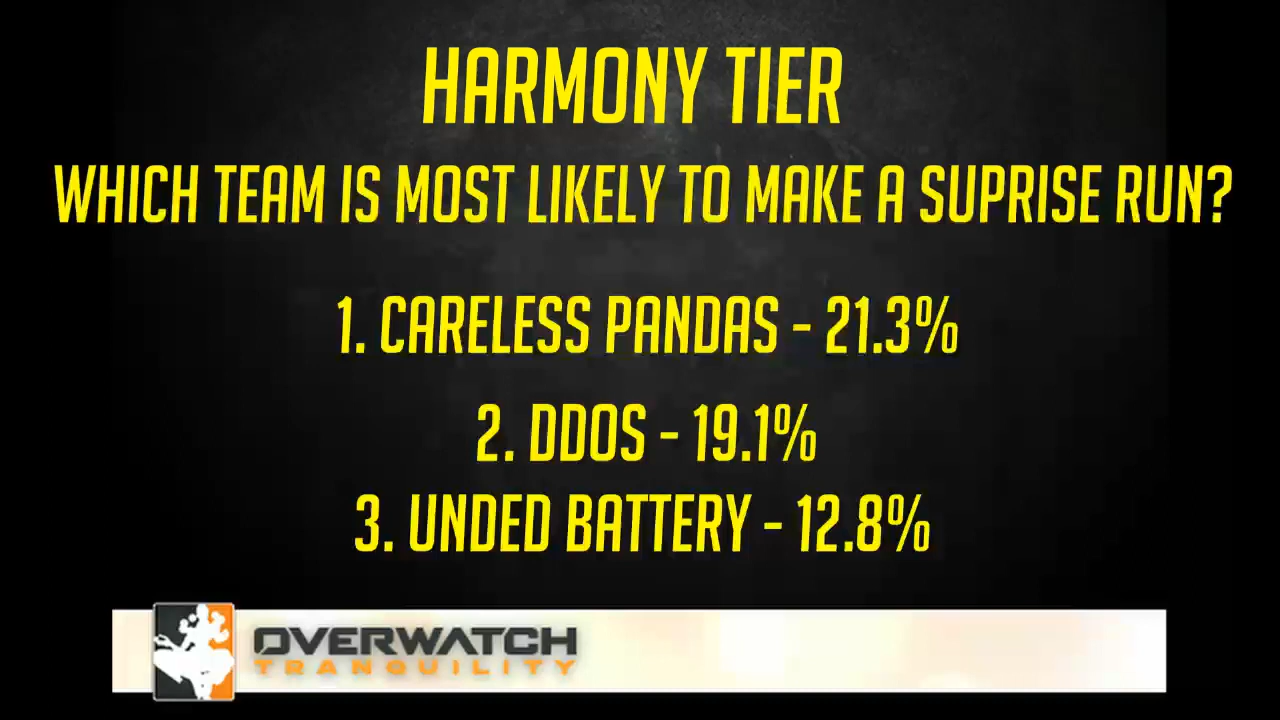 HARMONY TIER
WHICH TEAM IS MOST LIKELY TO MAKE A SUPRISE RUN?
1. CARELESS PANDAS - 21.3%
2. DDOS - 19.1%
3. UNDED BATTERY - 12.8%
OVERWATCH
TRANQUILITY